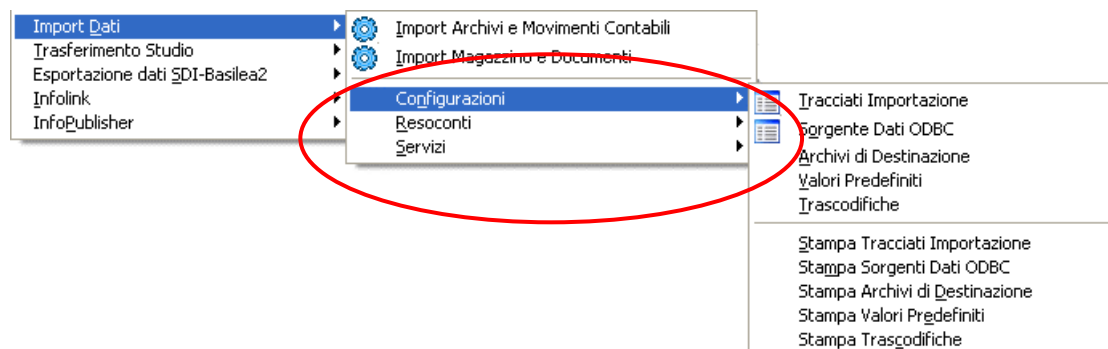 Import Dati
Trasferimento Studio
Esportazione dati SDI-Basilea2
Infolink
InfoPublisher
Import Archivi e Movimenti Contabili
Import Magazzino e Documenti
Configurazioni
Resoconti
Servizi
Tracciati Importazione
Sorgente Dati ODBC
Archivi di Destinazione
Valori Predefiniti
Trascodifiche
Stampa Tracciati Importazione
Stampa Sorgenti Dati ODBC
Stampa Archivi di Destinazione
Stampa Valori Predefiniti
Stampa Trascodifiche